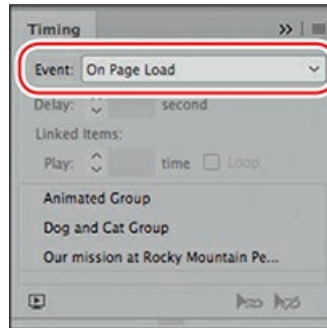 Timing
Event: On Page Load
Delay: second
Linked Items:
Play: time Loop
Animated Group
Dog and Cat Group
Our mission at Rocky Mountain Pe...